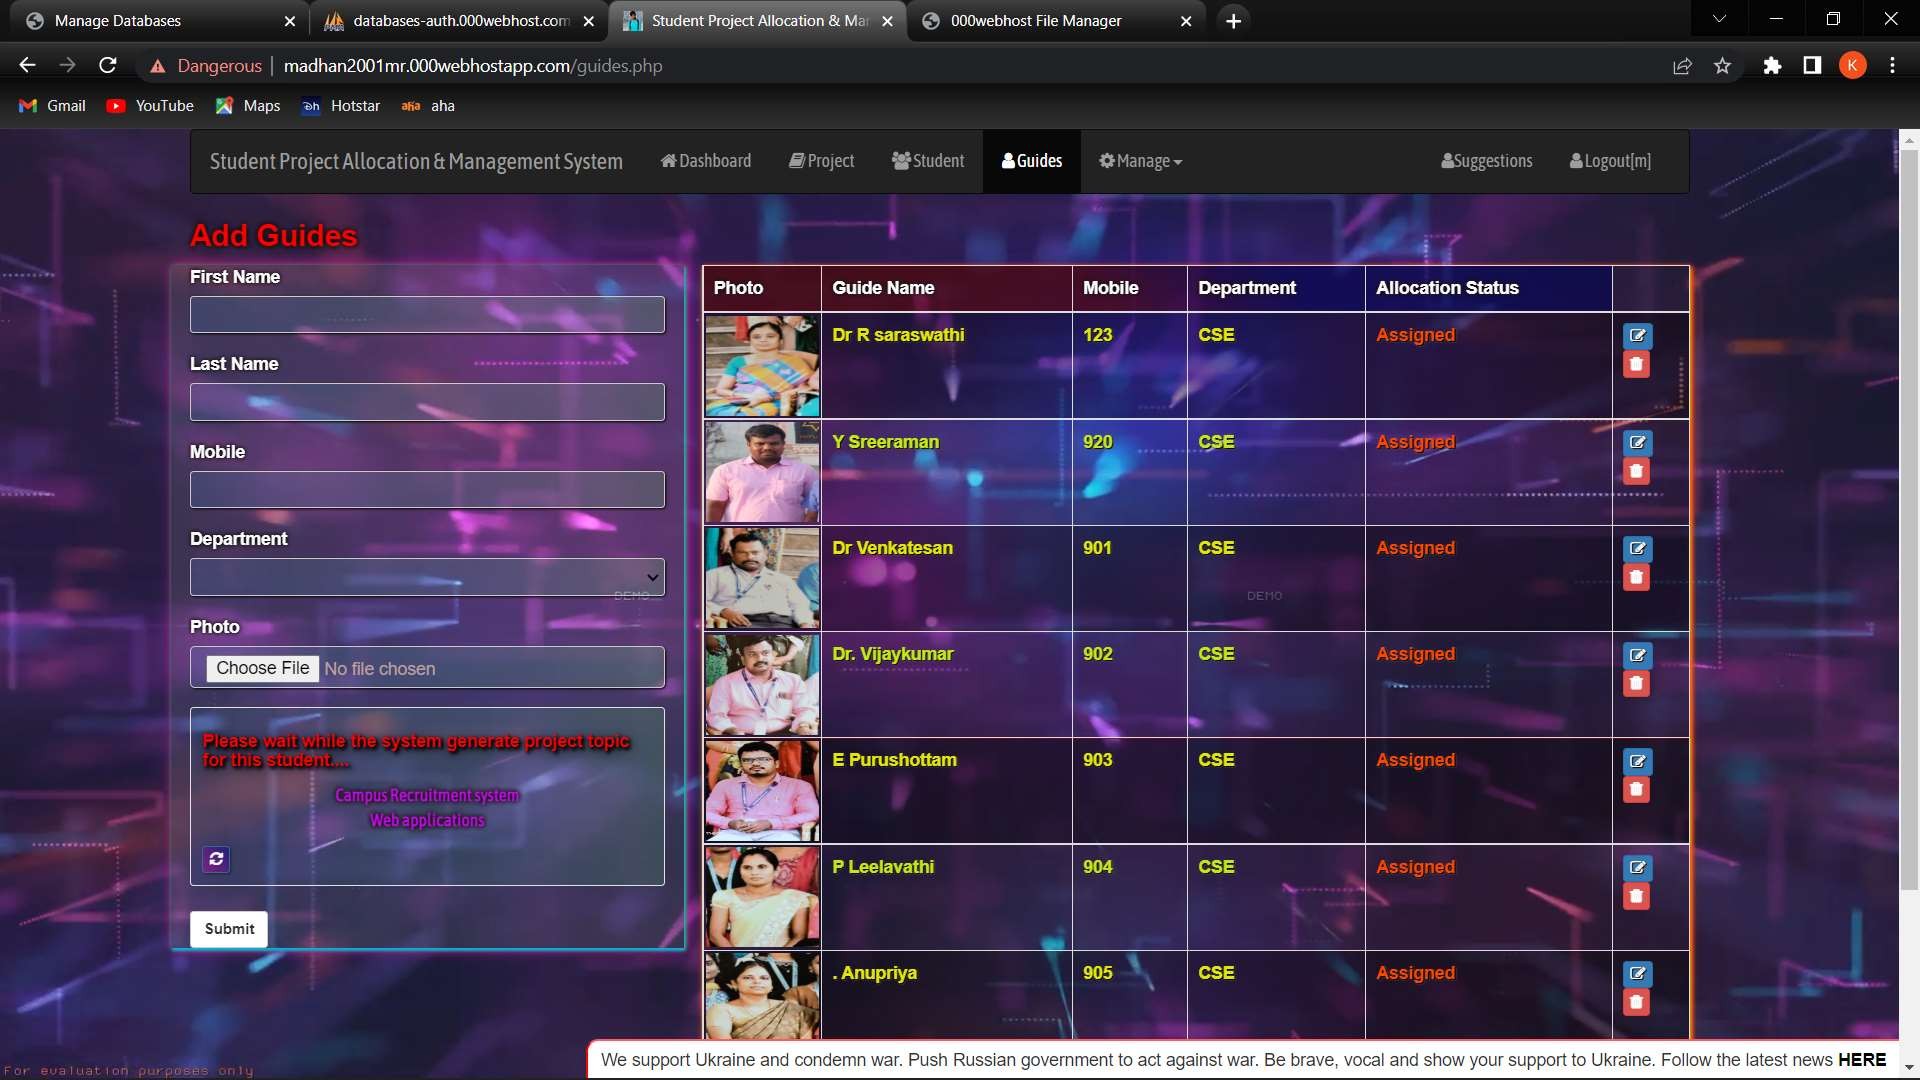 Manage Databases
databases-auth.000webhost.com
Student Project Allocation & Ma
000webhost File Manager
Dangerous | madhan2001mr.000webhostapp.com/guides.php
K
Gmail YouTube Maps Hotstar aha
Student Project Allocation & Management System Dashboard Project Student Guides Manage Suggestions Logout[m]
Add Guides
First Name
Last Name
Mobile
Department
DEMO
Photo
Choose File No file chosen
Please wait while the system generate project topic
for this student....
Campus Recruitment system
Web applications
Submit
Photo Guide Name Mobile Department Allocation Status
Dr R saraswathi 123 CSE Assigned
Y Sreeraman 920 CSE Assigned
Dr Venkatesan 901 CSE Assigned
DEMO
Dr. Vijaykumar 902 CSE Assigned
E Purushottam 903 CSE Assigned
P Leelavathi 904 CSE Assigned
. Anupriya 905 CSE Assigned
We support Ukraine and condemn war. Push Russian government to act against war. Be brave, vocal and show your support to Ukraine. Follow the latest news HERE
For evaluation purposes only